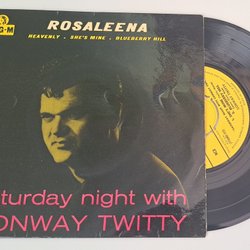 G-M
ROSALEENA
HEAVENLY . SHE'S MINE . BLUEBERRY HILL
turday night with
ONWAY TWITTY